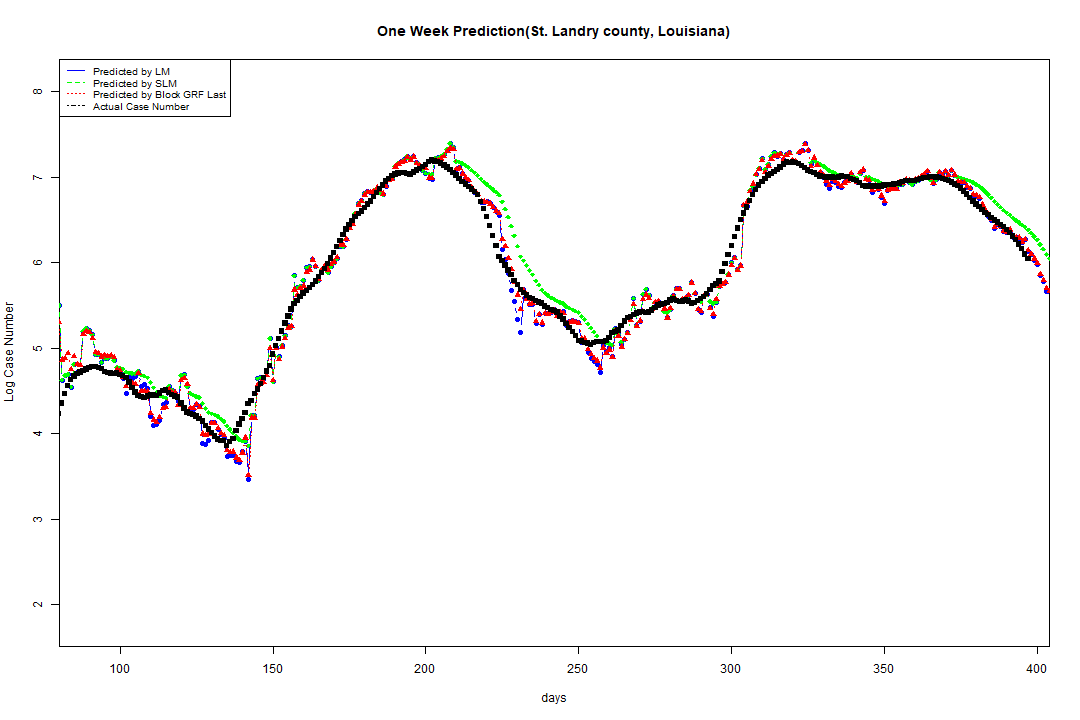 One Week Prediction(St. Landry county, Louisiana)
Predicted by LM
Predicted by SLM
Predicted by Block GRF Last
Actual Case Number
Log Case Number
8
7
6
5
4
3
2
100 150 200 250 300 350 400
days